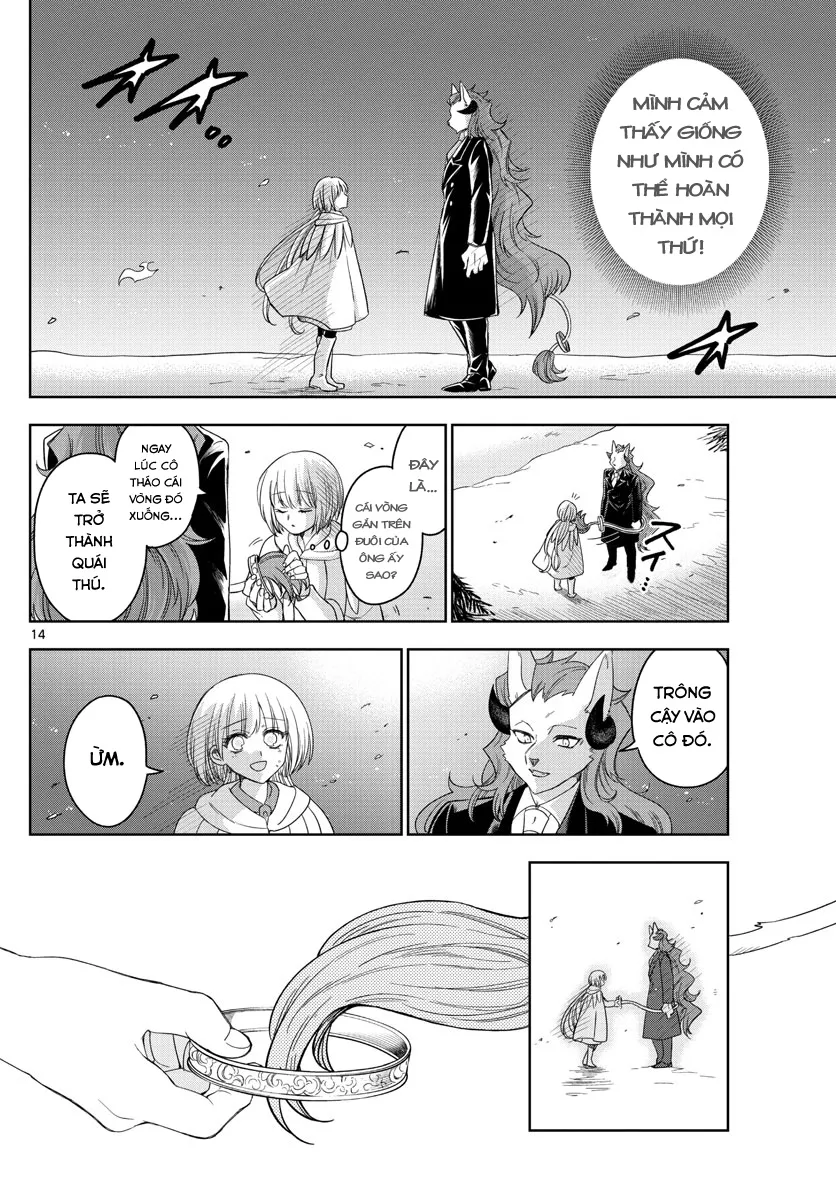 MÌNH CẢM
THẤY GIỐNG
NHƯ MÌNH CÓ
THỂ HOÀN
THÀNH MỌI
THỨ!
ĐÂY
LÀ...
CÁI VÒNG
GẮN TRÊN
ĐUÔI CỦA
ÔNG ẤY
SAO?
NGAY
LÚC CÔ
THÁO CÁI
VÒNG ĐÓ
XUỐNG...
TA SẼ
TRỞ
THÀNH
QUÁI
THÚ.
14
TRÔNG
CẬY VÀO
CÔ ĐÓ.
ỪM.